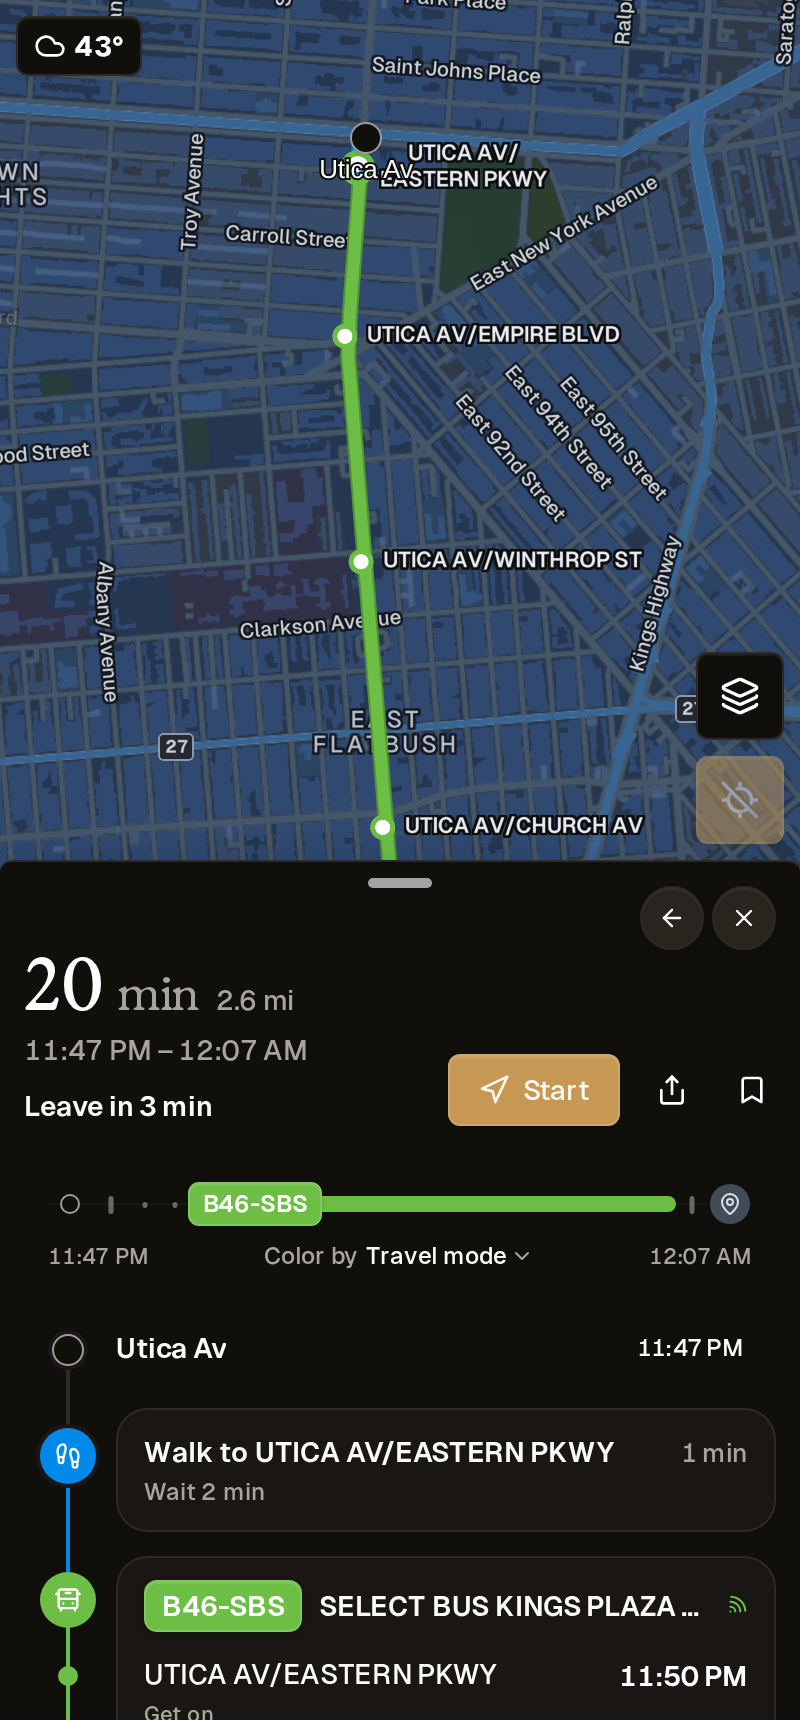 Park Place
43°
Saint Johns Place
UTICA AV/
EASTERN PKWY
Utica Av
Troy Avenue
Carroll Street
East New York Avenue
UTICA AV/EMPIRE BLVD
East 95th Street
East 94th Street
East 92nd Street
ood Street
UTICA AV/WINTHROP ST
Kings Highway
Albany Avenue
Clarkson Avenue
EAST
FLATBUSH
27
27
UTICA AV/CHURCH AV
20 min 2.6 mi
11:47 PM – 12:07 AM
Leave in 3 min
Start
B46-SBS
11:47 PM
Color by Travel mode
12:07 AM
Utica Av
11:47 PM
Walk to UTICA AV/EASTERN PKWY
1 min
Wait 2 min
B46-SBS SELECT BUS KINGS PLAZA ...
UTICA AV/EASTERN PKWY
11:50 PM
Get on